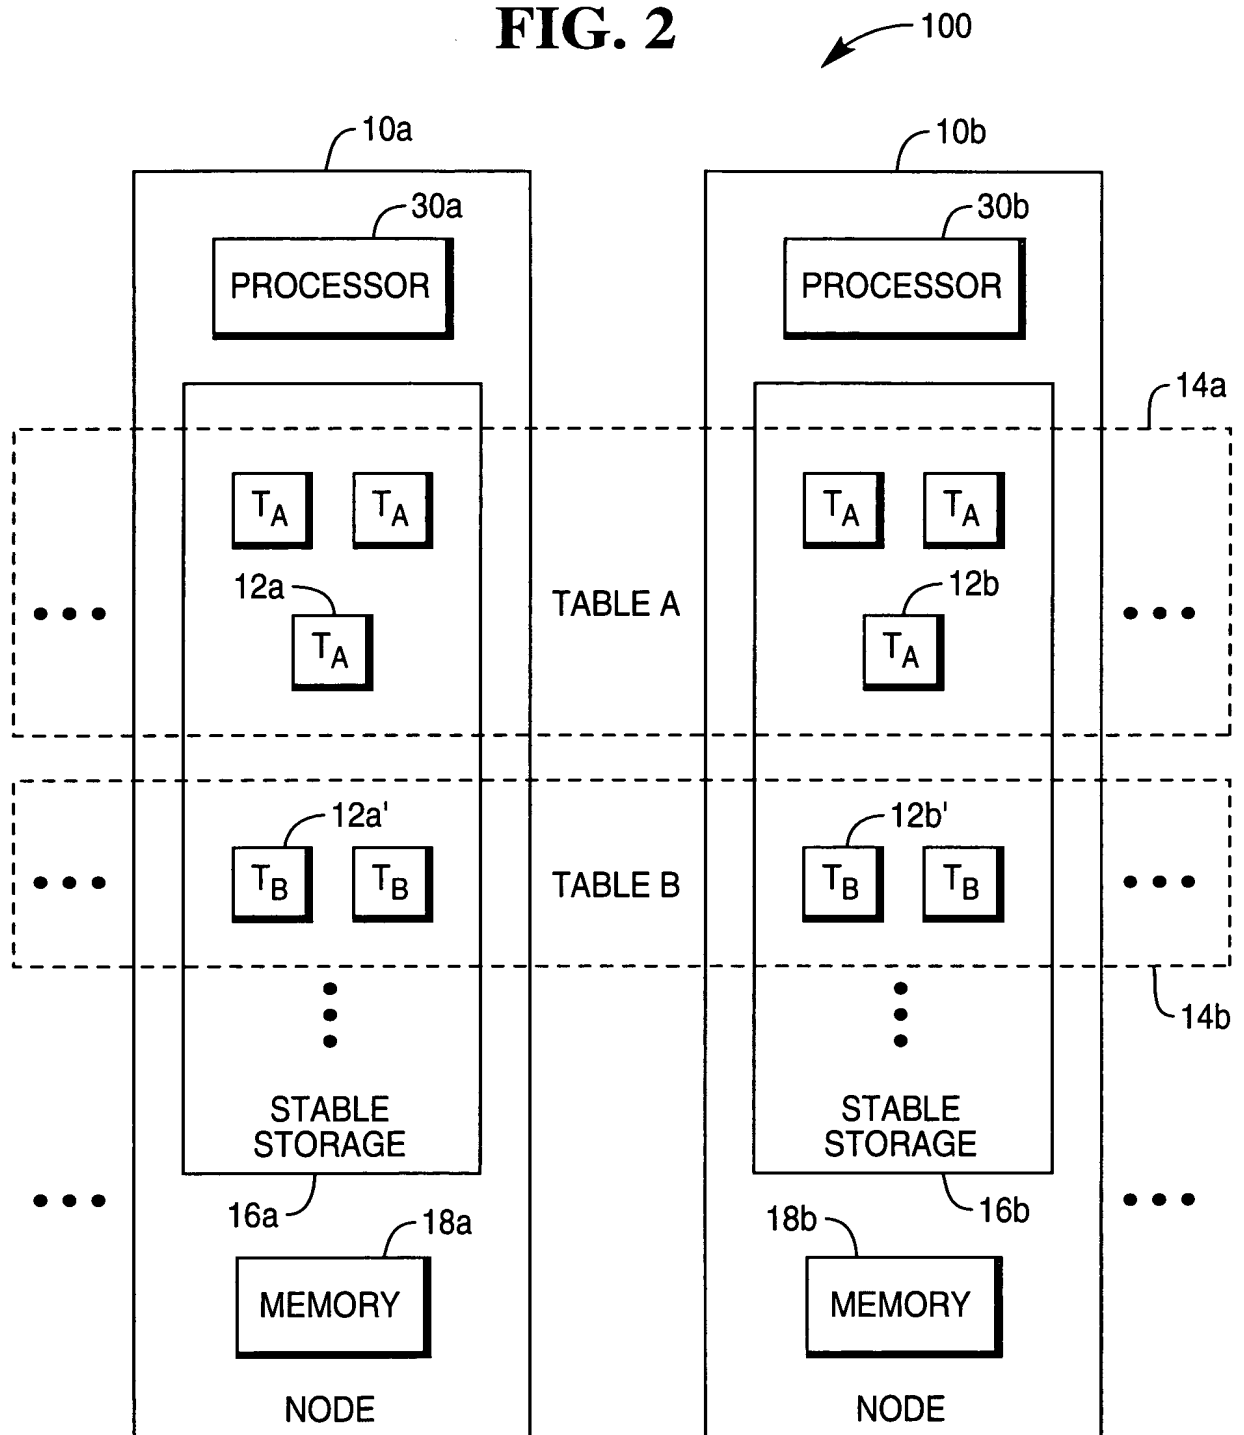 FIG. 2
100
10a
10b
30a
30b
PROCESSOR
PROCESSOR
14a
TA TA
TA TA
12a
12b
TABLE A
TA
TA
12a'
12b'
TB TB
TABLE B
TB TB
14b
STABLE
STORAGE
STABLE
STORAGE
16a
16b
18a
18b
MEMORY
MEMORY
NODE
NODE